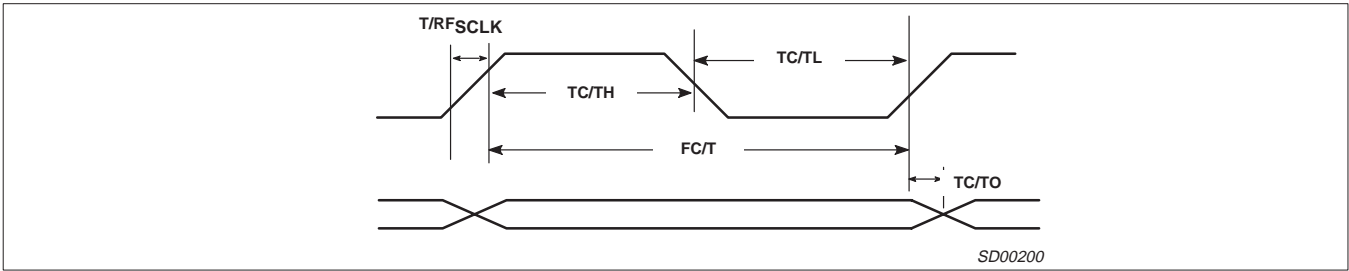 T/RFSCLK
TC/TL
TC/TH
FC/T
TC/TO
SD00200